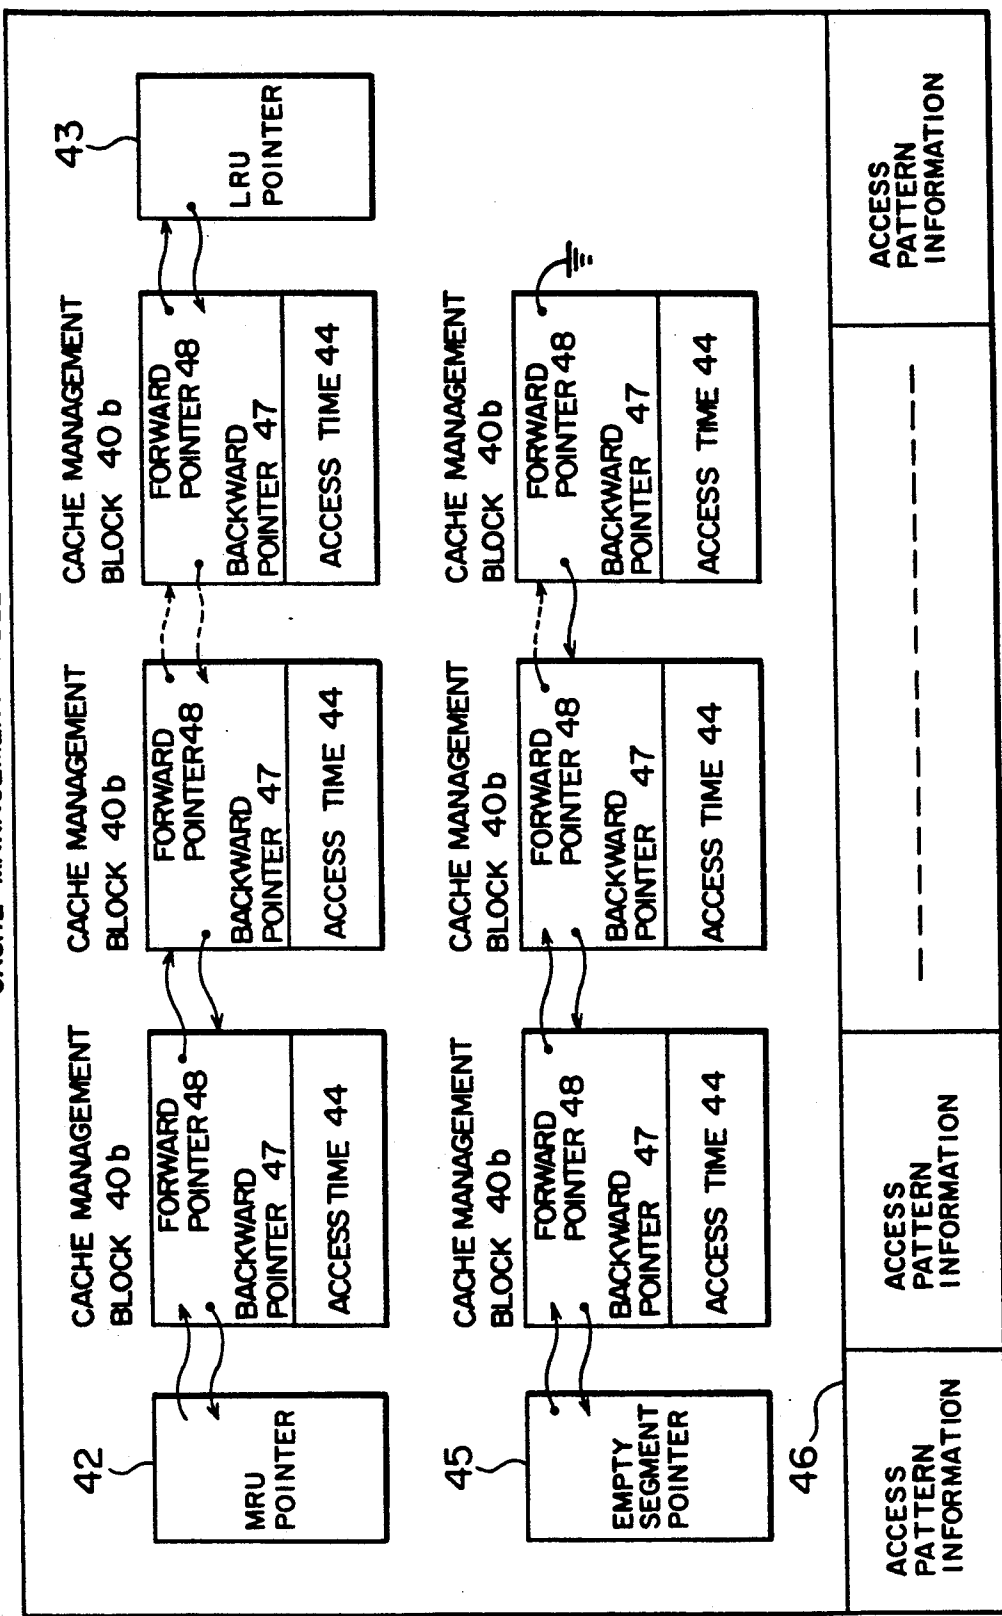 42
MRU
POINTER
CACHE MANAGEMENT
BLOCK 40b
FORWARD
POINTER 48
BACKWARD
POINTER 47
ACCESS TIME 44
CACHE MANAGEMENT
BLOCK 40b
FORWARD
POINTER 48
BACKWARD
POINTER 47
ACCESS TIME 44
CACHE MANAGEMENT
BLOCK 40b
FORWARD
POINTER 48
BACKWARD
POINTER 47
ACCESS TIME 44
43
LRU
POINTER
45
EMPTY
SEGMENT
POINTER
CACHE MANAGEMENT
BLOCK 40b
FORWARD
POINTER 48
BACKWARD
POINTER 47
ACCESS TIME 44
CACHE MANAGEMENT
BLOCK 40b
FORWARD
POINTER 48
BACKWARD
POINTER 47
ACCESS TIME 44
CACHE MANAGEMENT
BLOCK 40b
FORWARD
POINTER 48
BACKWARD
POINTER 47
ACCESS TIME 44
46
ACCESS
PATTERN
INFORMATION
ACCESS
PATTERN
INFORMATION
ACCESS
PATTERN
INFORMATION